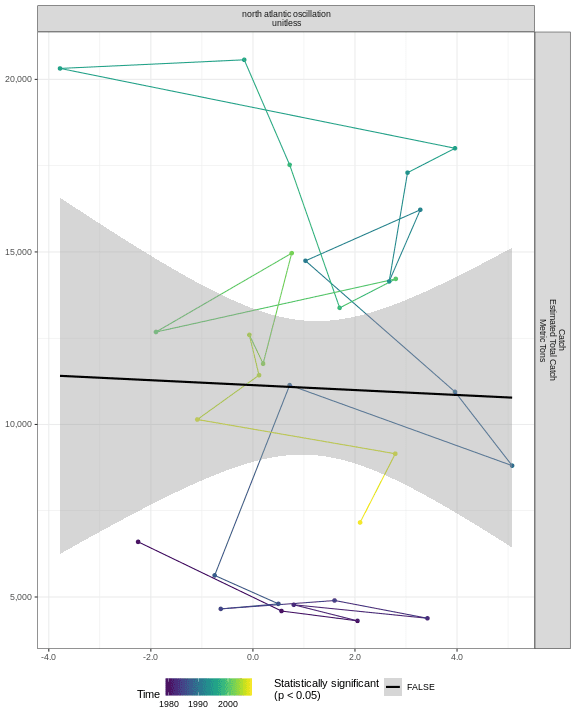 north atlantic oscillation
unitless
20,000
15,000
10,000
5,000
Catch
Estimated Total Catch
Metric Tons
-4.0 -2.0 0.0 2.0 4.0
Time
1980 1990 2000
Statistically significant
(p < 0.05)
FALSE